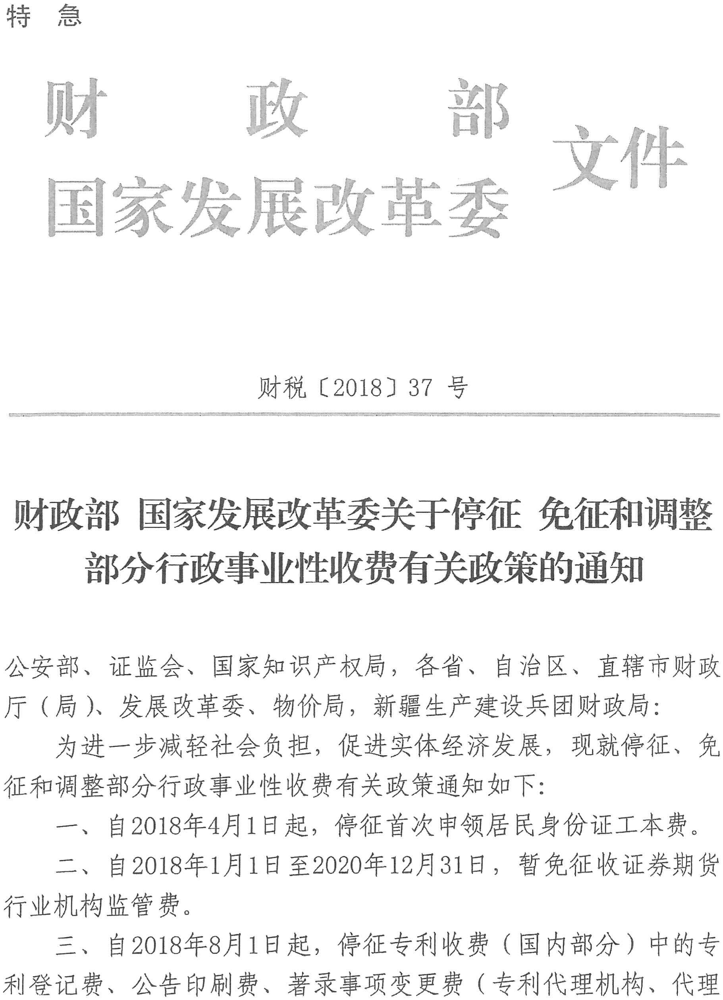 特 急
财 政 部
文件
国家发展改革委
财税〔2018〕37 号
财政部 国家发展改革委关于停征 免征和调整
部分行政事业性收费有关政策的通知
公安部、证监会、国家知识产权局，各省、自治区、直辖市财政
厅（局）、发展改革委、物价局，新疆生产建设兵团财政局：
为进一步减轻社会负担，促进实体经济发展，现就停征、免
征和调整部分行政事业性收费有关政策通知如下：
一、自2018年4月1日起，停征首次申领居民身份证工本费。
二、自2018年1月1日至2020年12月31日，暂免征收证券期货
行业机构监管费。
三、自2018年8月1日起，停征专利收费（国内部分）中的专
利登记费、公告印刷费、著录事项变更费（专利代理机构、代理